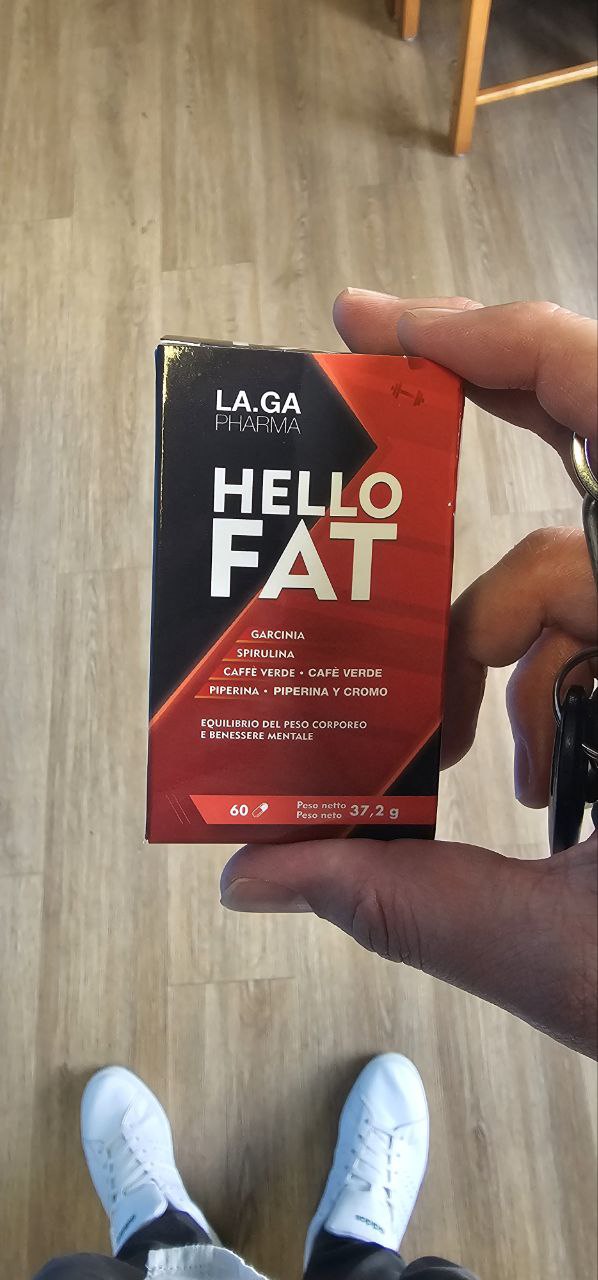 LA.GA
PHARMA
HELLO
FAT
GARCINIA
SPIRULINA
CAFFÈ VERDE • CAFÈ VERDE
PIPERINA • PIPERINA Y CROMO
EQUILIBRIO DEL PESO CORPOREO
E BENESSERE MENTALE
60
Peso netto
Peso neto 37,2 g
adidas